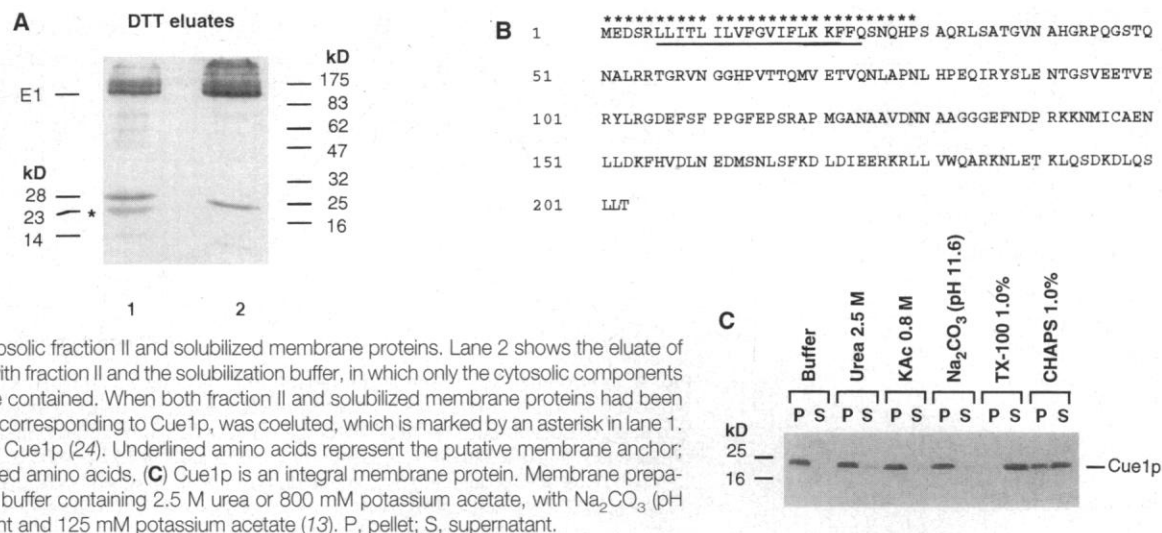 A
DTT eluates
kD
E1
175
83
62
47
32
25
16
kD
28
23 *
14
1 2
B
************************
1 MEDSRLLITL ILVFGVIFLK KFFQSNQHPS AQRLSATGVN AHGRPQGSTQ
51 NALRRTGRVN GGHPVTTQMV ETVQNLAPNL HPEQIRYSLE NTGSVEETVE
101 RYLRGDEFSF PPGFEPSRAP MGANAAVDNN AAGGGEFNDP RKKNMICAEN
151 LLDKFHVDLN EDMSNLSFKD LDIEERKRLL VWQARKNLET KLQSDKDLQS
201 LLT
C
Buffer
Urea 2.5 M
KAc 0.8 M
Na2CO3 (pH 11.6)
TX-100 1.0%
CHAPS 1.0%
P S P S P S P S P S P S
kD
25
16
Cue1p
osolic fraction II and solubilized membrane proteins. Lane 2 shows the eluate of
ith fraction II and the solubilization buffer, in which only the cytosolic components
e contained. When both fraction II and solubilized membrane proteins had been
corresponding to Cue1p, was coeluted, which is marked by an asterisk in lane 1.
Cue1p (24). Underlined amino acids represent the putative membrane anchor;
ed amino acids. (C) Cue1p is an integral membrane protein. Membrane prepa-
buffer containing 2.5 M urea or 800 mM potassium acetate, with Na2CO3 (pH
nt and 125 mM potassium acetate (13). P, pellet; S, supernatant.